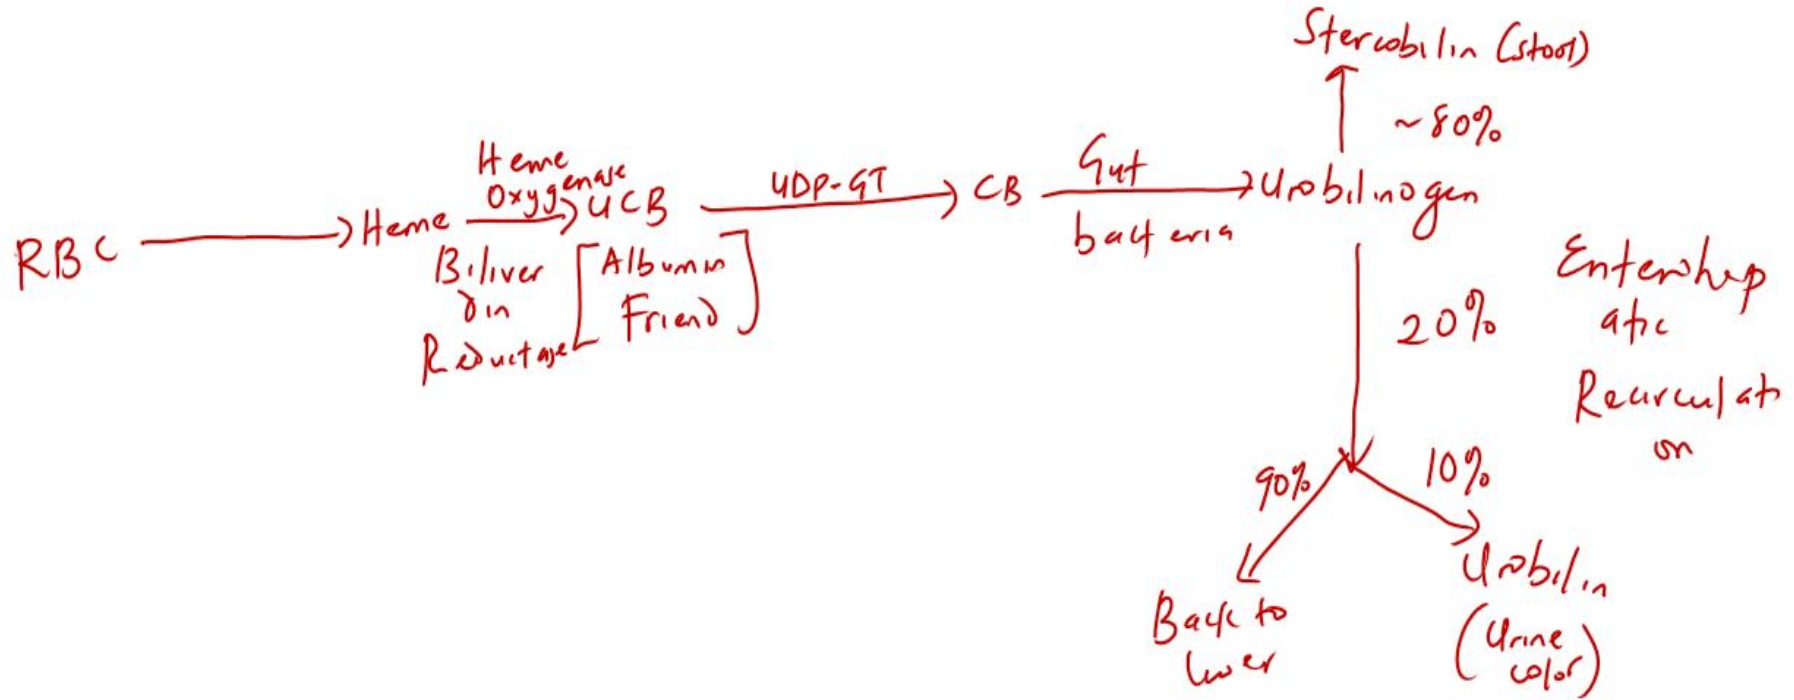 Stercobilin (stool)
~80%
RBC
Heme
Heme
Oxygenase
Biliver
din
Reductase
UCB
[Albumin
Friend]
UDP-GT
CB
Gut
bacteria
Urobilinogen
20%
Enterohep
atic
Recirculati
on
90%
10%
Back to
liver
Urobilin
(Urine
color)